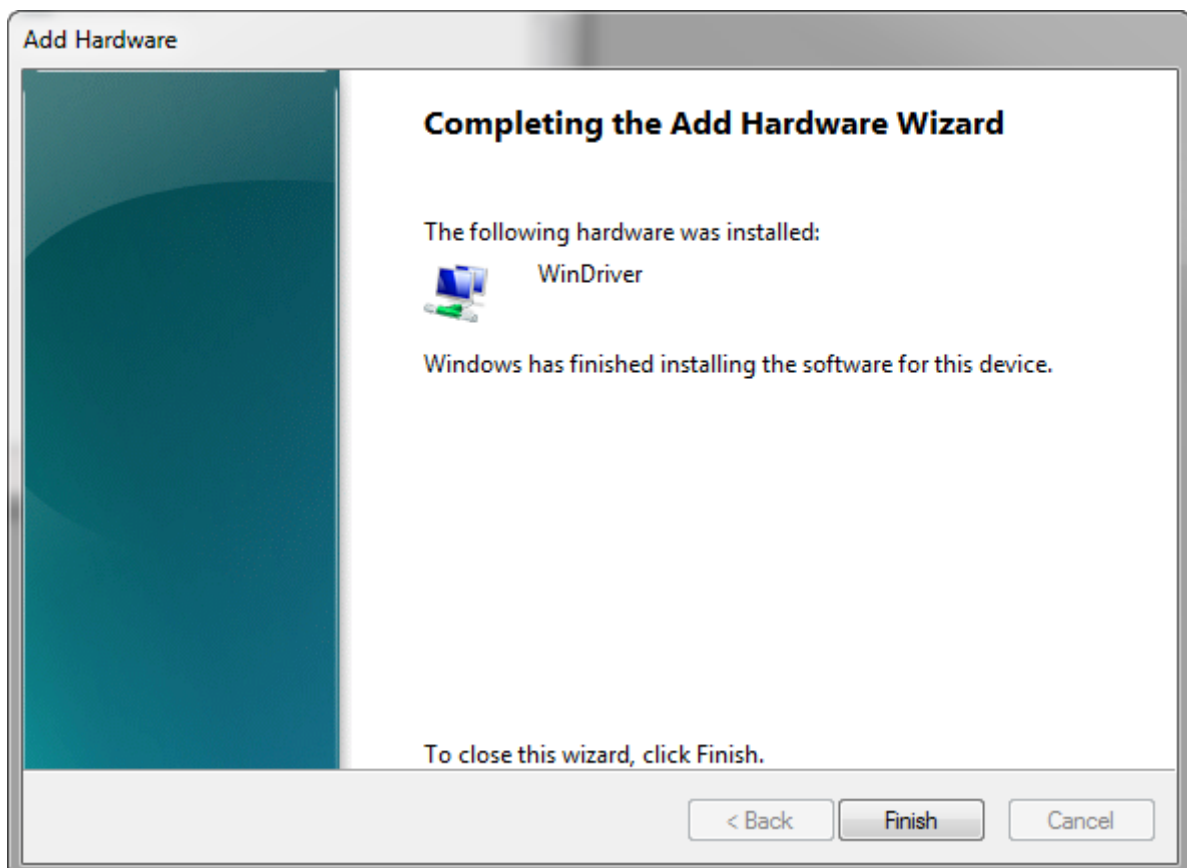 Add Hardware
Completing the Add Hardware Wizard
The following hardware was installed:
WinDriver
Windows has finished installing the software for this device.
To close this wizard, click Finish.
< Back
Finish
Cancel